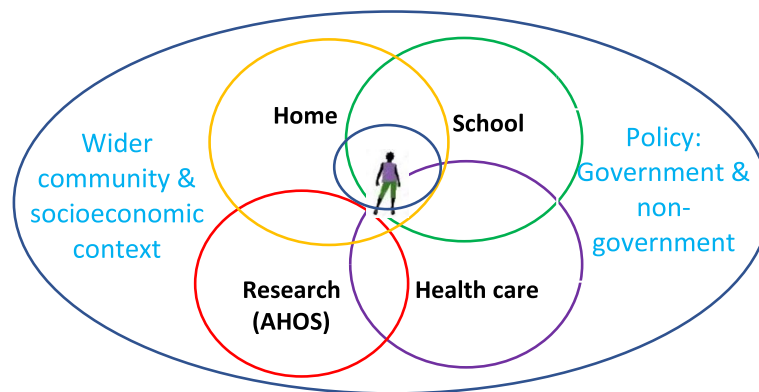 Home
School
Wider
community &
socioeconomic
context
Policy:
Government &
non-
government
Research
(AHOS)
Health care